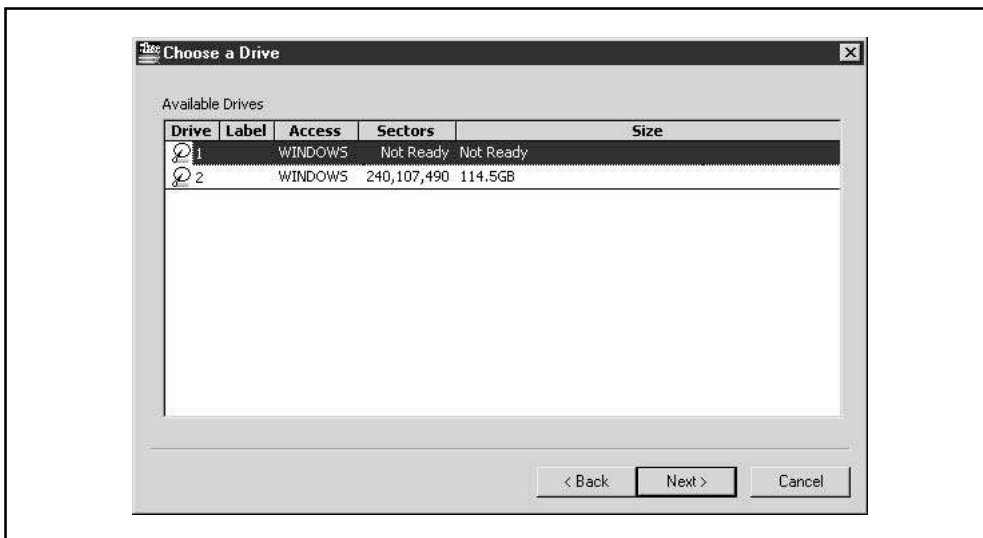 Choose a Drive
Available Drives
Drive Label Access Sectors Size
1 WINDOWS Not Ready Not Ready
2 WINDOWS 240,107,490 114.5GB
< Back Next > Cancel